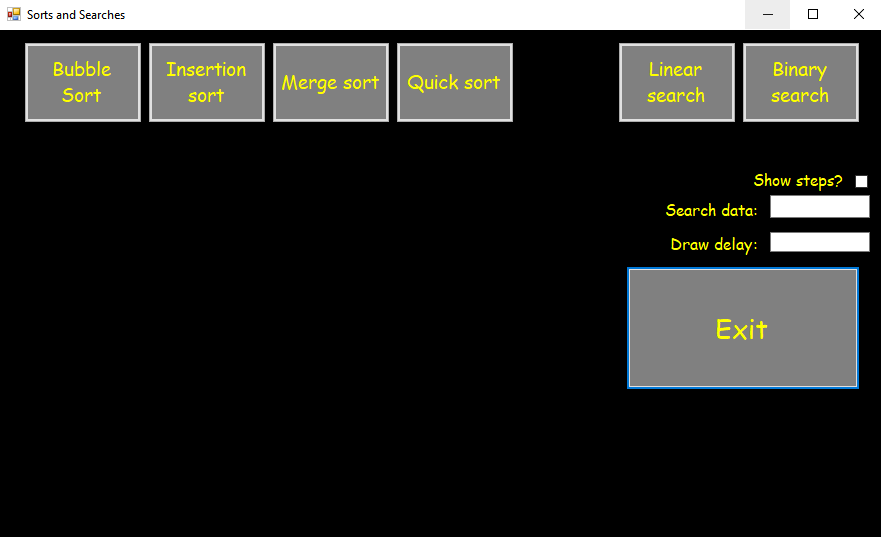 Sorts and Searches
Bubble
Sort
Insertion
sort
Merge sort
Quick sort
Linear
search
Binary
search
Show steps?
Search data:
Draw delay:
Exit